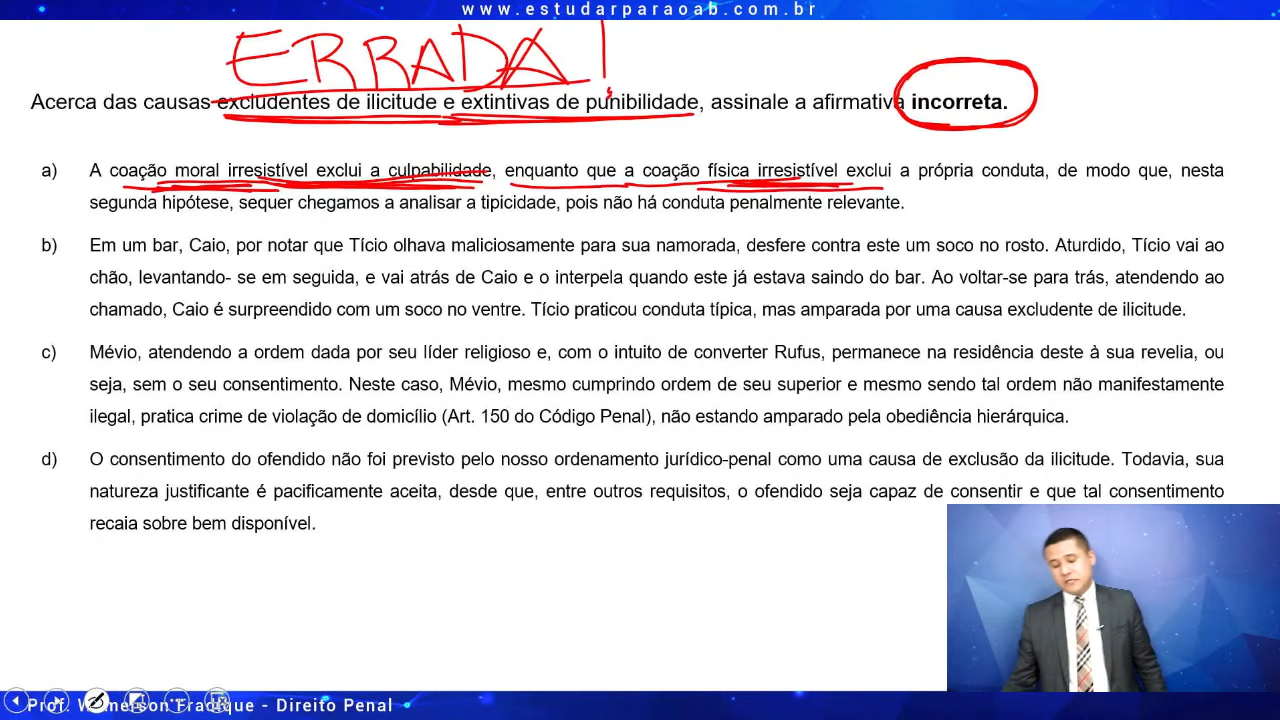 www.estudarparaoab.com.br
ERRADA!
Acerca das causas excludentes de ilicitude e extintivas de punibilidade, assinale a afirmativa incorreta.
a) A coação moral irresistível exclui a culpabilidade, enquanto que a coação física irresistível exclui a própria conduta, de modo que, nesta
segunda hipótese, sequer chegamos a analisar a tipicidade, pois não há conduta penalmente relevante.
b) Em um bar, Caio, por notar que Tício olhava maliciosamente para sua namorada, desfere contra este um soco no rosto. Aturdido, Tício vai ao
chão, levantando- se em seguida, e vai atrás de Caio e o interpela quando este já estava saindo do bar. Ao voltar-se para trás, atendendo ao
chamado, Caio é surpreendido com um soco no ventre. Tício praticou conduta típica, mas amparada por uma causa excludente de ilicitude.
c) Mévio, atendendo a ordem dada por seu líder religioso e, com o intuito de converter Rufus, permanece na residência deste à sua revelia, ou
seja, sem o seu consentimento. Neste caso, Mévio, mesmo cumprindo ordem de seu superior e mesmo sendo tal ordem não manifestamente
ilegal, pratica crime de violação de domicílio (Art. 150 do Código Penal), não estando amparado pela obediência hierárquica.
d) O consentimento do ofendido não foi previsto pelo nosso ordenamento jurídico-penal como uma causa de exclusão da ilicitude. Todavia, sua
natureza justificante é pacificamente aceita, desde que, entre outros requisitos, o ofendido seja capaz de consentir e que tal consentimento
recaia sobre bem disponível.
Prof. - Direito Penal